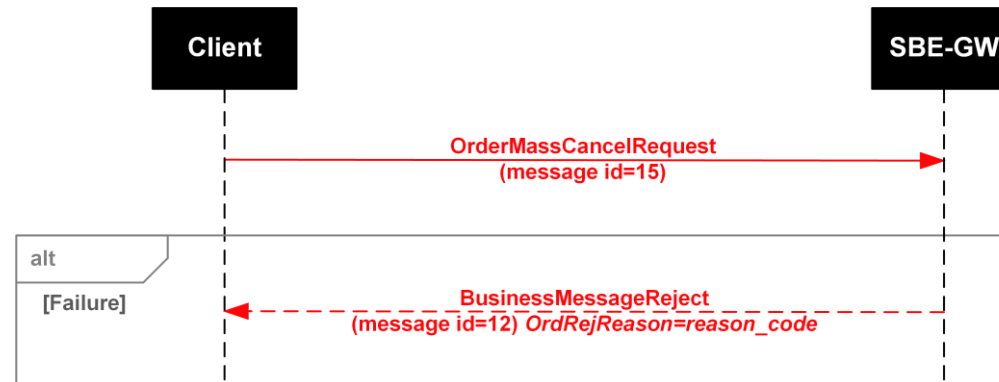 Client
SBE-GW
OrderMassCancelRequest
(message id=15)
alt
[Failure]
BusinessMessageReject
(message id=12) OrdRejReason=reason_code